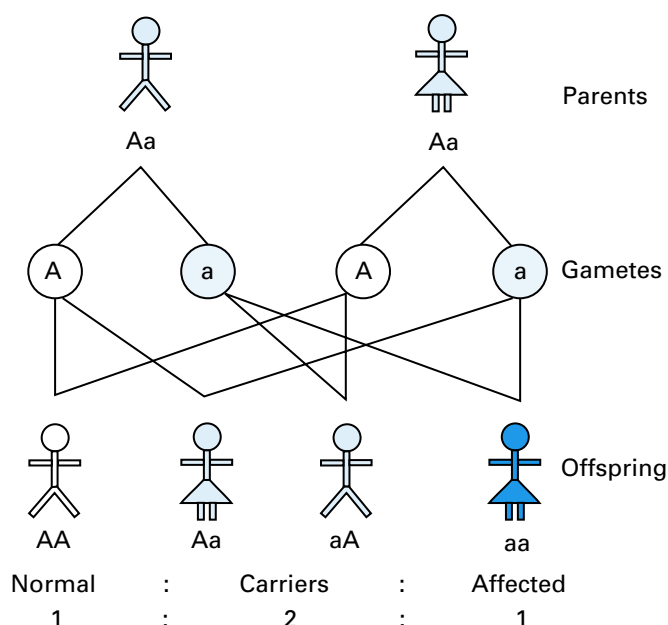 Parents
Aa Aa
A a A a Gametes
Offspring
AA Aa aA aa
Normal : Carriers : Affected
1 : 2 : 1